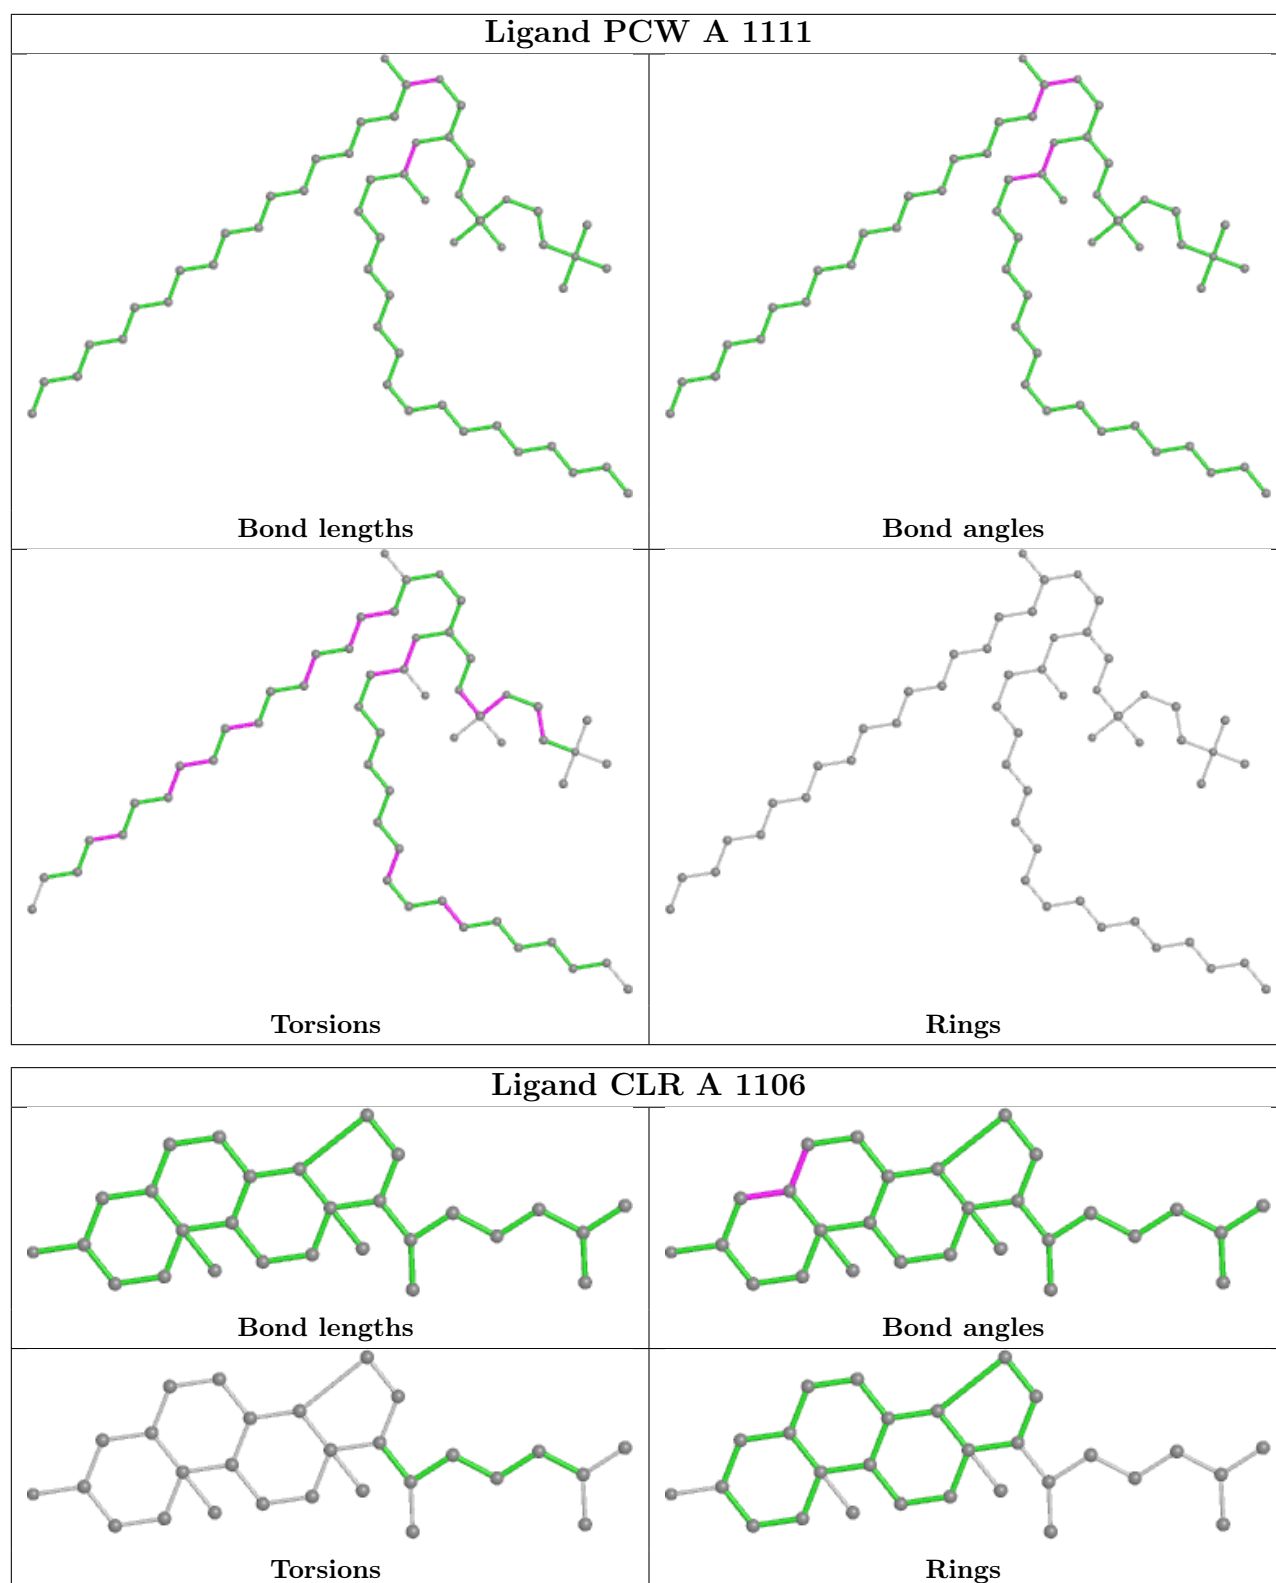 Ligand PCW A 1111
Bond lengths
Bond angles
Torsions
Rings
Ligand CLR A 1106
Bond lengths
Bond angles
Torsions
Rings